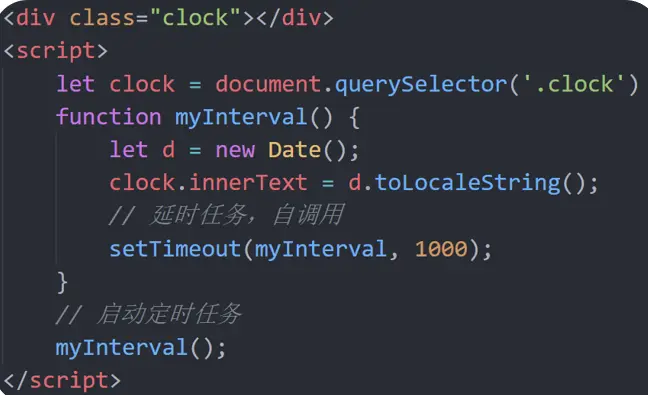 <div class="clock"></div>
<script>
    let clock = document.querySelector('.clock')
    function myInterval() {
        let d = new Date();
        clock.innerText = d.toLocaleString();
        // 延时任务，自调用
        setTimeout(myInterval, 1000);
    }
    // 启动定时任务
    myInterval();
</script>